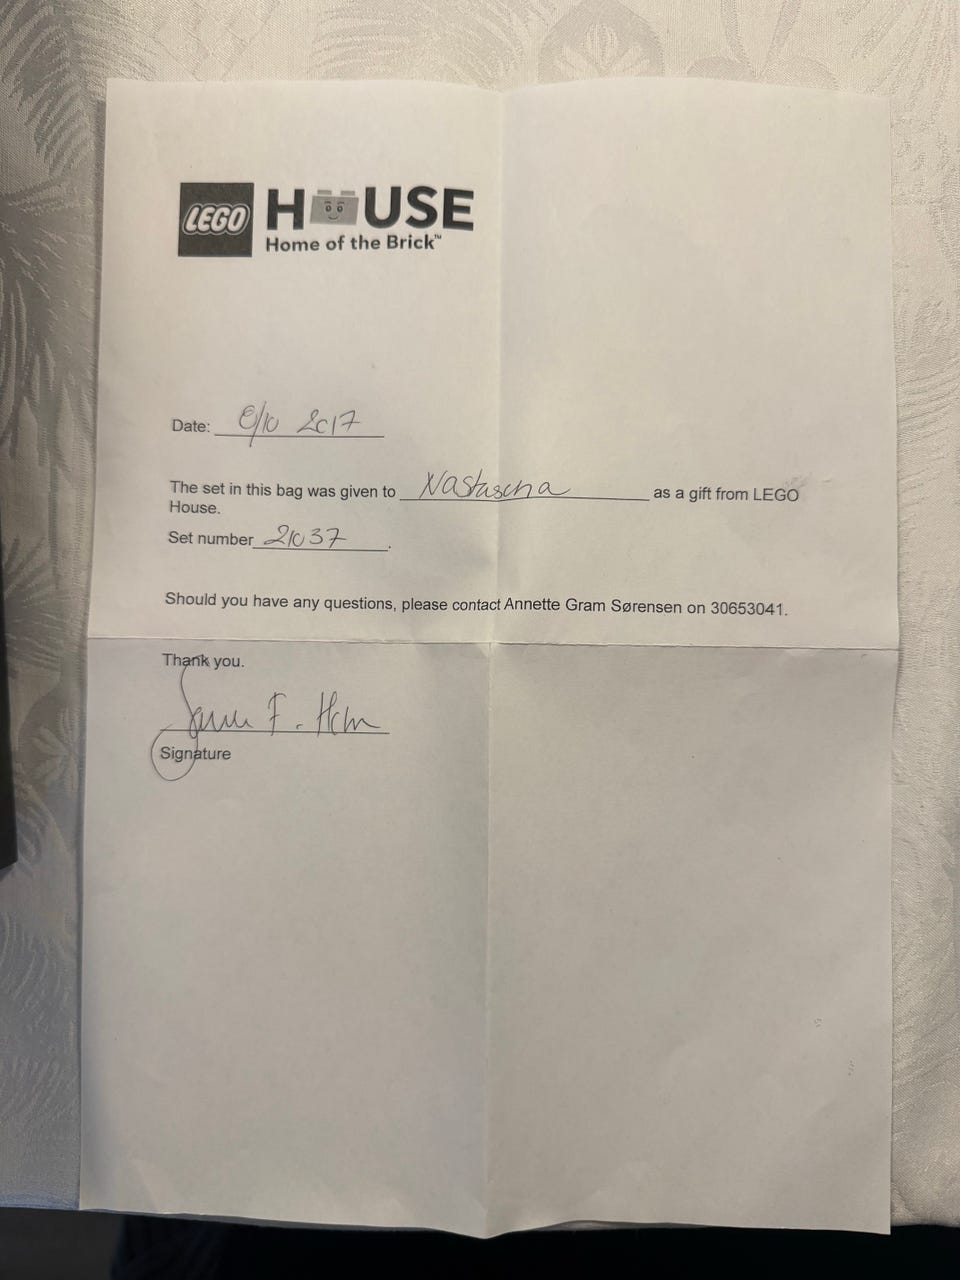 LEGO HOUSE
Home of the Brick™
Date: 8/10 2017
The set in this bag was given to Nastascha as a gift from LEGO
House.
Set number 21037.
Should you have any questions, please contact Annette Gram Sørensen on 30653041.
Thank you.
F.
Signature